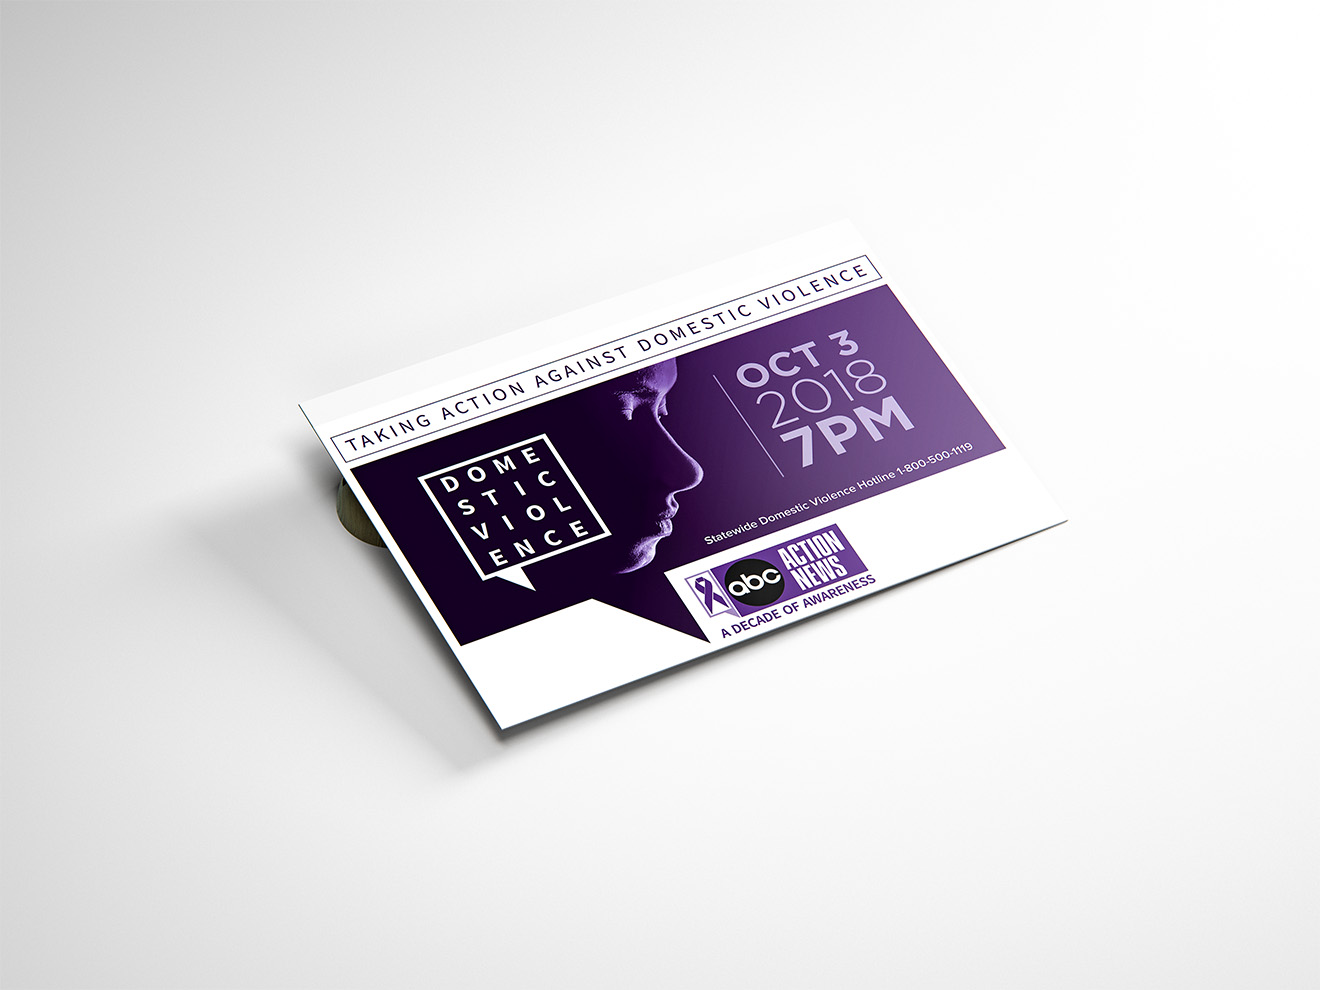 TAKING ACTION AGAINST DOMESTIC VIOLENCE
DOME
STIC
VIOL
ENCE
OCT 3
2018
7PM
Statewide Domestic Violence Hotline 1-800-500-1119
abc
ACTION
NEWS
A DECADE OF AWARENESS